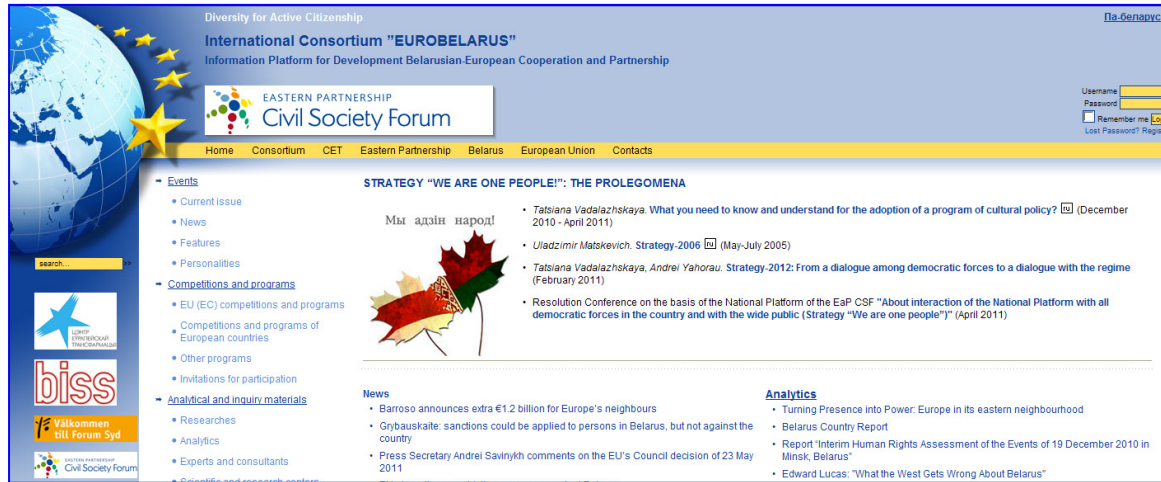 Diversity for Active Citizenship
Па-беларус
International Consortium "EUROBELARUS"
Information Platform for Development Belarusian-European Cooperation and Partnership
EASTERN PARTNERSHIP
Civil Society Forum
Username
Password
Remember me
Lost Password? Regis
Home Consortium CET Eastern Partnership Belarus European Union Contacts
search... >>
ЦЭНТР
ЕЎРАПЕЙСКАЙ
ТРАНСФАРМАЦЫІ
biss
Välkommen
till Forum Syd
EASTERN PARTNERSHIP
Civil Society Forum
Events
Current issue
News
Features
Personalities
Competitions and programs
EU (EC) competitions and programs
Competitions and programs of
European countries
Other programs
Invitations for participation
Analytical and inquiry materials
Researches
Analytics
Experts and consultants
Scientific and research centers
STRATEGY "WE ARE ONE PEOPLE!": THE PROLEGOMENA
Мы адзін народ!
• Tatsiana Vadalazhskaya. What you need to know and understand for the adoption of a program of cultural policy? ru (December
2010 - April 2011)
• Uladzimir Matskevich. Strategy-2006 ru (May-July 2005)
• Tatsiana Vadalazhskaya, Andrei Yahorau. Strategy-2012: From a dialogue among democratic forces to a dialogue with the regime
(February 2011)
• Resolution Conference on the basis of the National Platform of the EaP CSF "About interaction of the National Platform with all
democratic forces in the country and with the wide public (Strategy "We are one people")" (April 2011)
News
• Barroso announces extra €1.2 billion for Europe's neighbours
• Grybauskaite: sanctions could be applied to persons in Belarus, but not against the
country
• Press Secretary Andrei Savinykh comments on the EU's Council decision of 23 May
2011
Analytics
• Turning Presence into Power: Europe in its eastern neighbourhood
• Belarus Country Report
• Report "Interim Human Rights Assessment of the Events of 19 December 2010 in
Minsk, Belarus"
• Edward Lucas: "What the West Gets Wrong About Belarus"